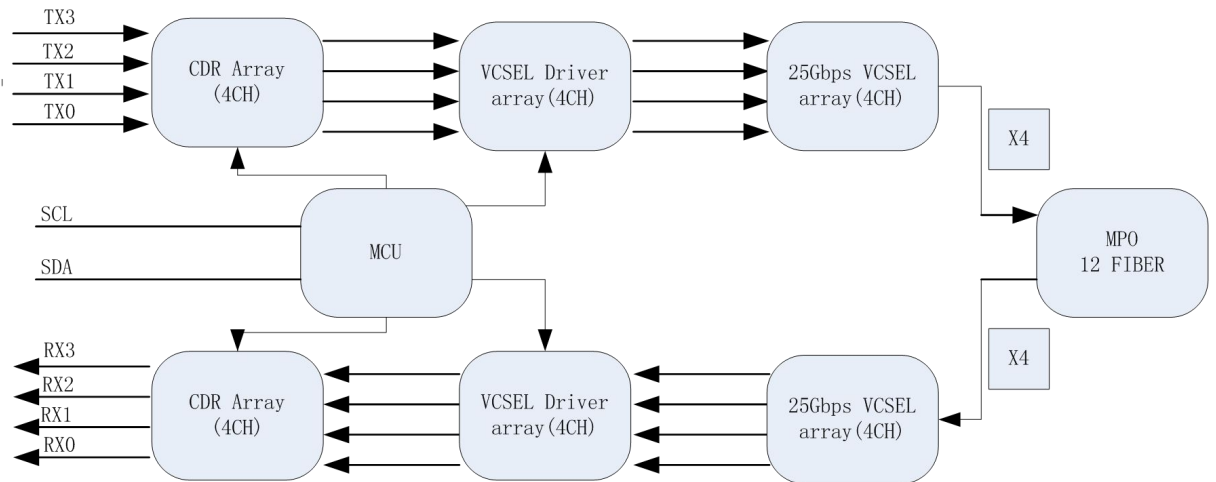 TX3
TX2
TX1
TX0
CDR Array
(4CH)
VCSEL Driver
array(4CH)
25Gbps VCSEL
array(4CH)
X4
SCL
SDA
MCU
MPO
12 FIBER
X4
RX3
RX2
RX1
RX0
CDR Array
(4CH)
VCSEL Driver
array(4CH)
25Gbps VCSEL
array(4CH)